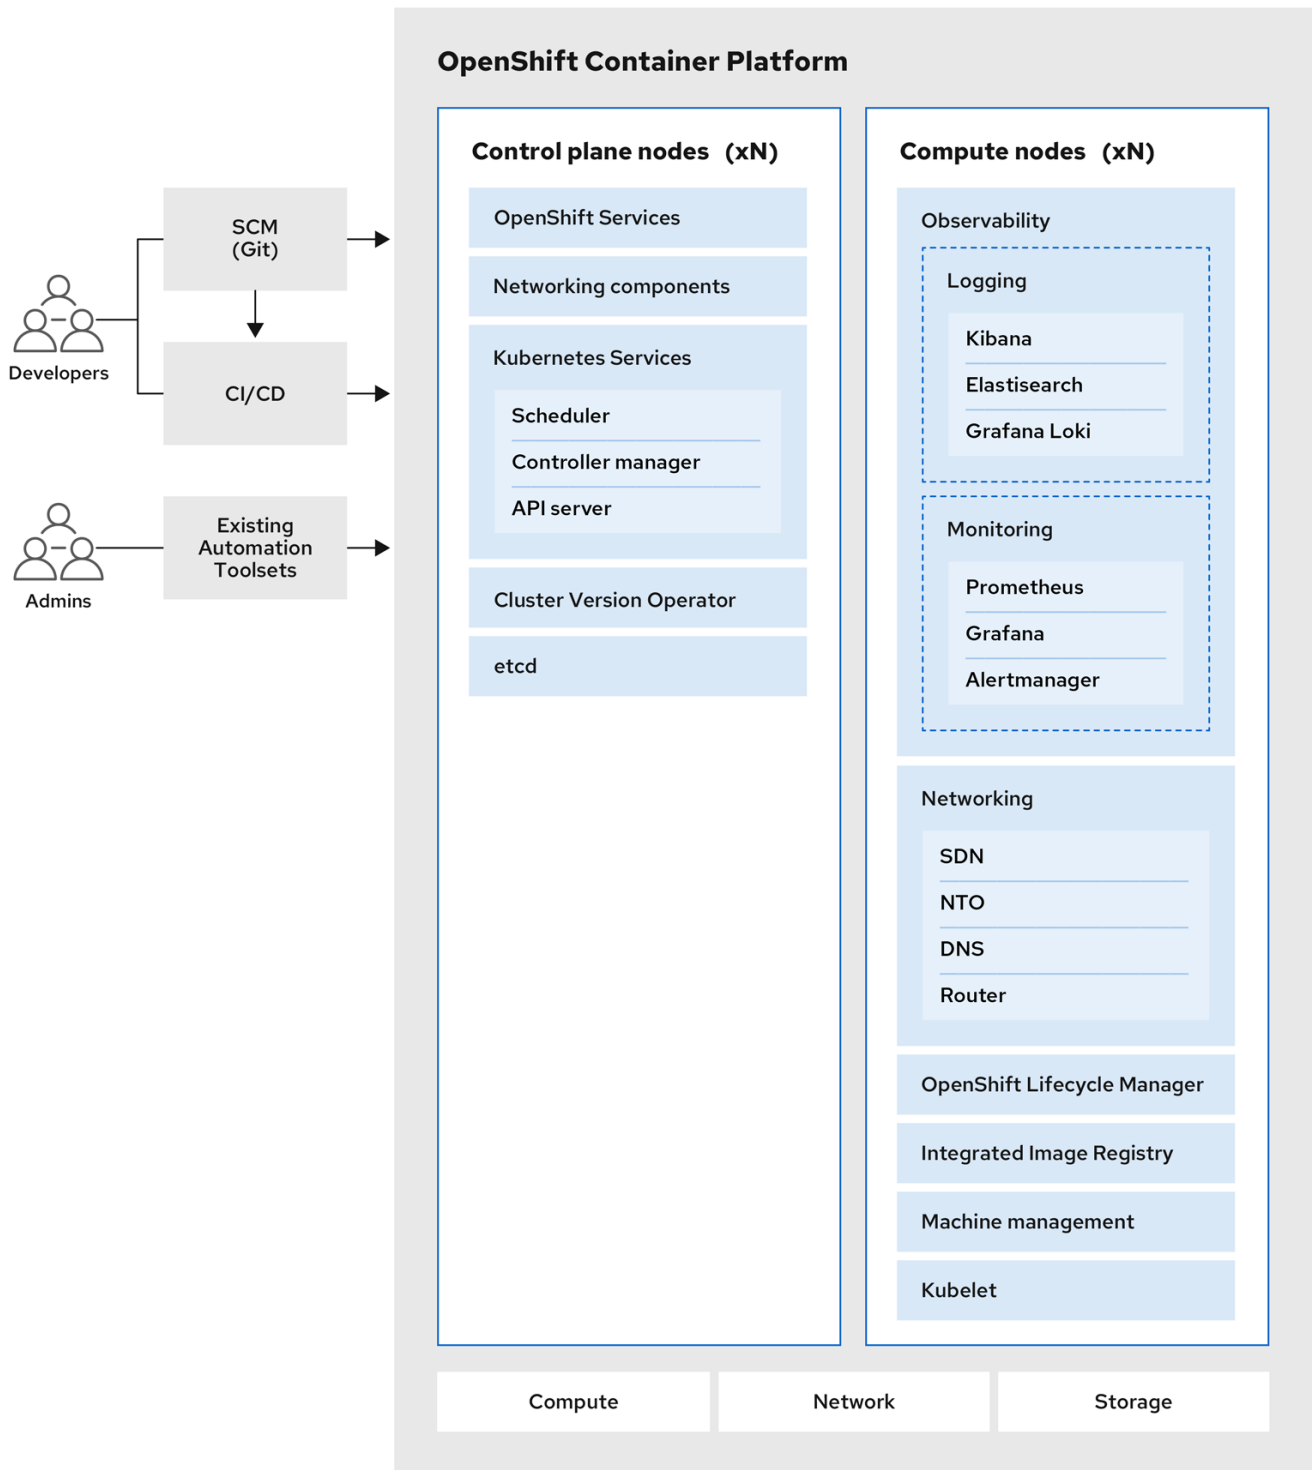 OpenShift Container Platform
Control plane nodes (xN)
OpenShift Services
Networking components
Kubernetes Services
Scheduler
Controller manager
API server
Cluster Version Operator
etcd
Compute nodes (xN)
Observability
Logging
Kibana
Elastisearch
Grafana Loki
Monitoring
Prometheus
Grafana
Alertmanager
Networking
SDN
NTO
DNS
Router
OpenShift Lifecycle Manager
Integrated Image Registry
Machine management
Kubelet
Compute
Network
Storage
SCM
(Git)
Developers
CI/CD
Existing
Automation
Toolsets
Admins